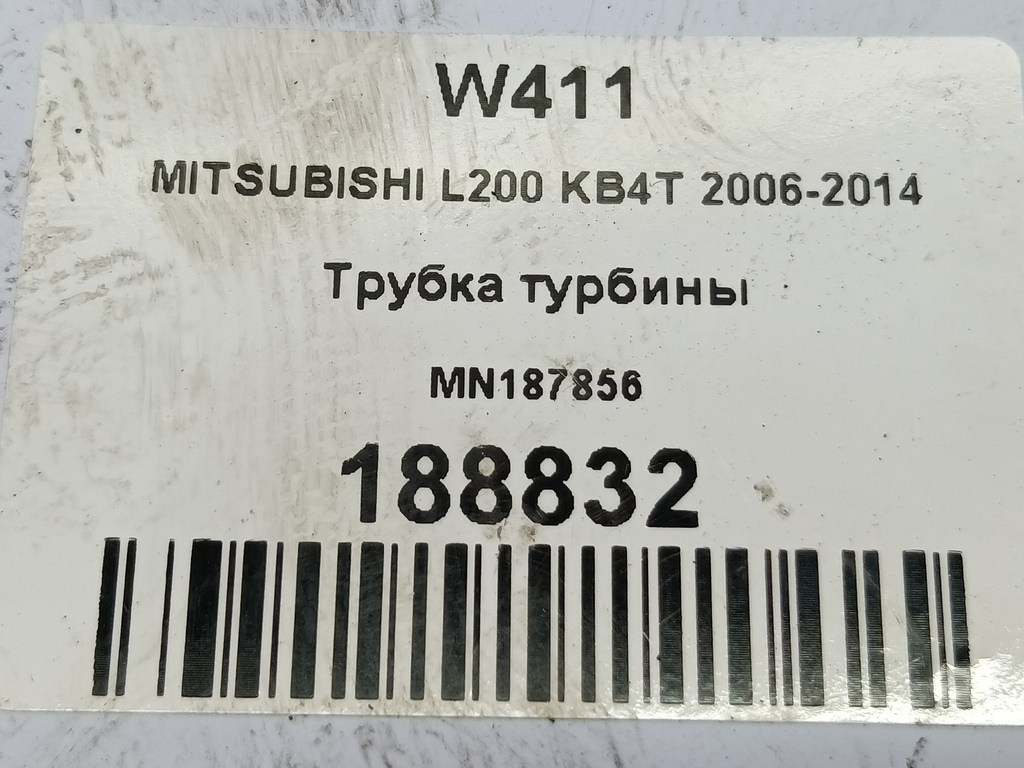 W411
MITSUBISHI L200 KB4T 2006-2014
Трубка турбины
MN187856
188832